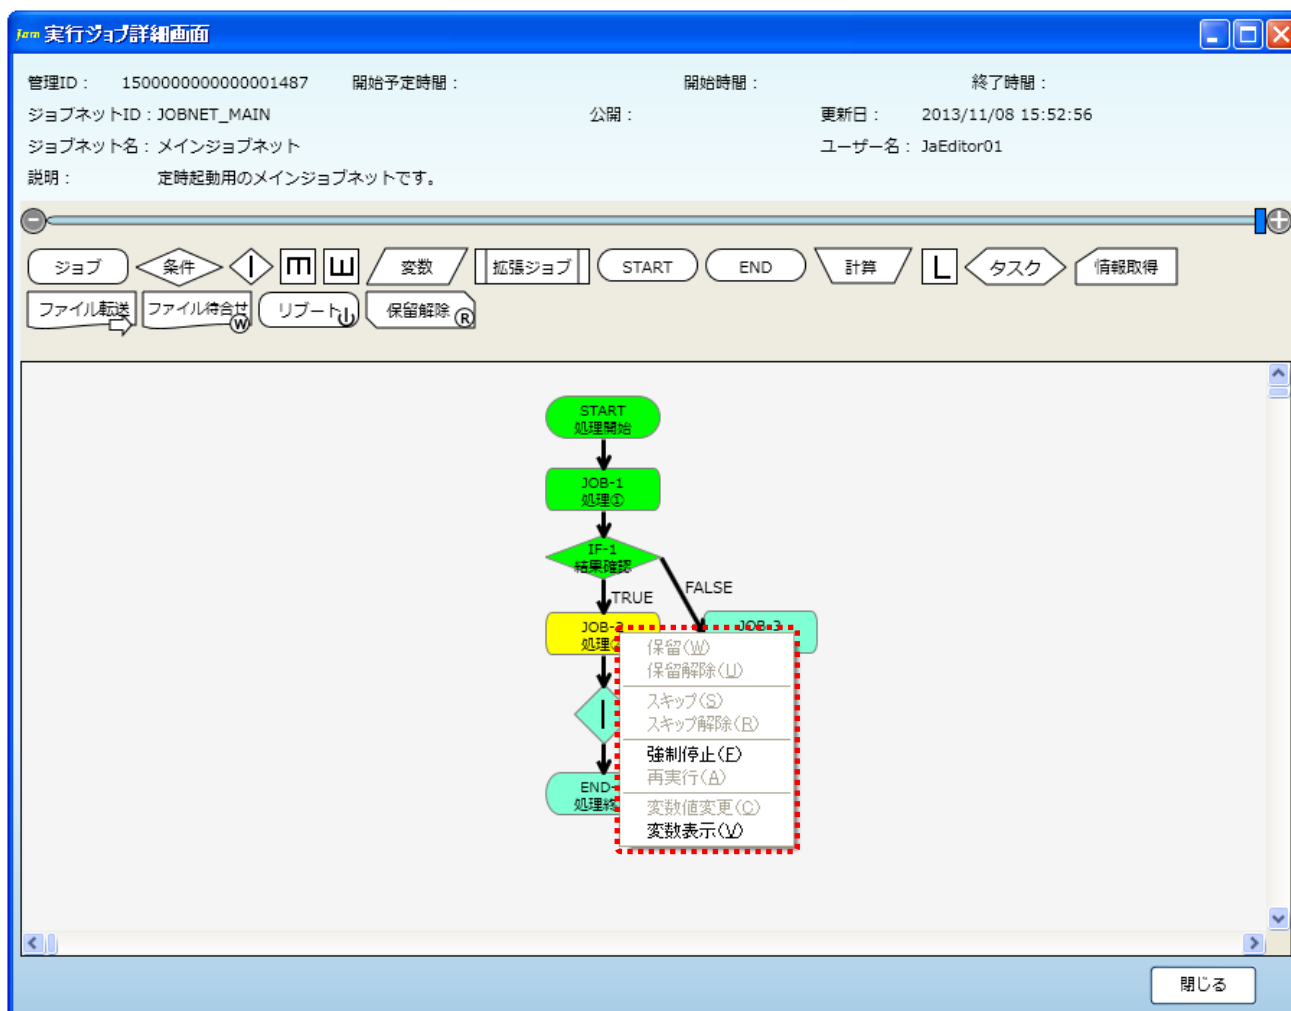 Jam 実行ジョブ詳細画面
管理ID： 1500000000000001487 開始予定時間： 開始時間： 終了時間：
ジョブネットID：JOBNET_MAIN 公開： 更新日： 2013/11/08 15:52:56
ジョブネット名：メインジョブネット ユーザー名： JaEditor01
説明： 定時起動用のメインジョブネットです。
ジョブ 条件 変数 拡張ジョブ START END 計算 L タスク 情報取得
ファイル転送 ファイル待合せ W リブート 保留解除 R
START
処理開始
JOB-1
処理①
IF-1
結果確認
TRUE FALSE
JOB-2 JOB-3
処理
保留(W)
保留解除(U)
スキップ(S)
スキップ解除(R)
強制停止(F)
再実行(A)
END-
処理終
変数値変更(C)
変数表示(V)
閉じる